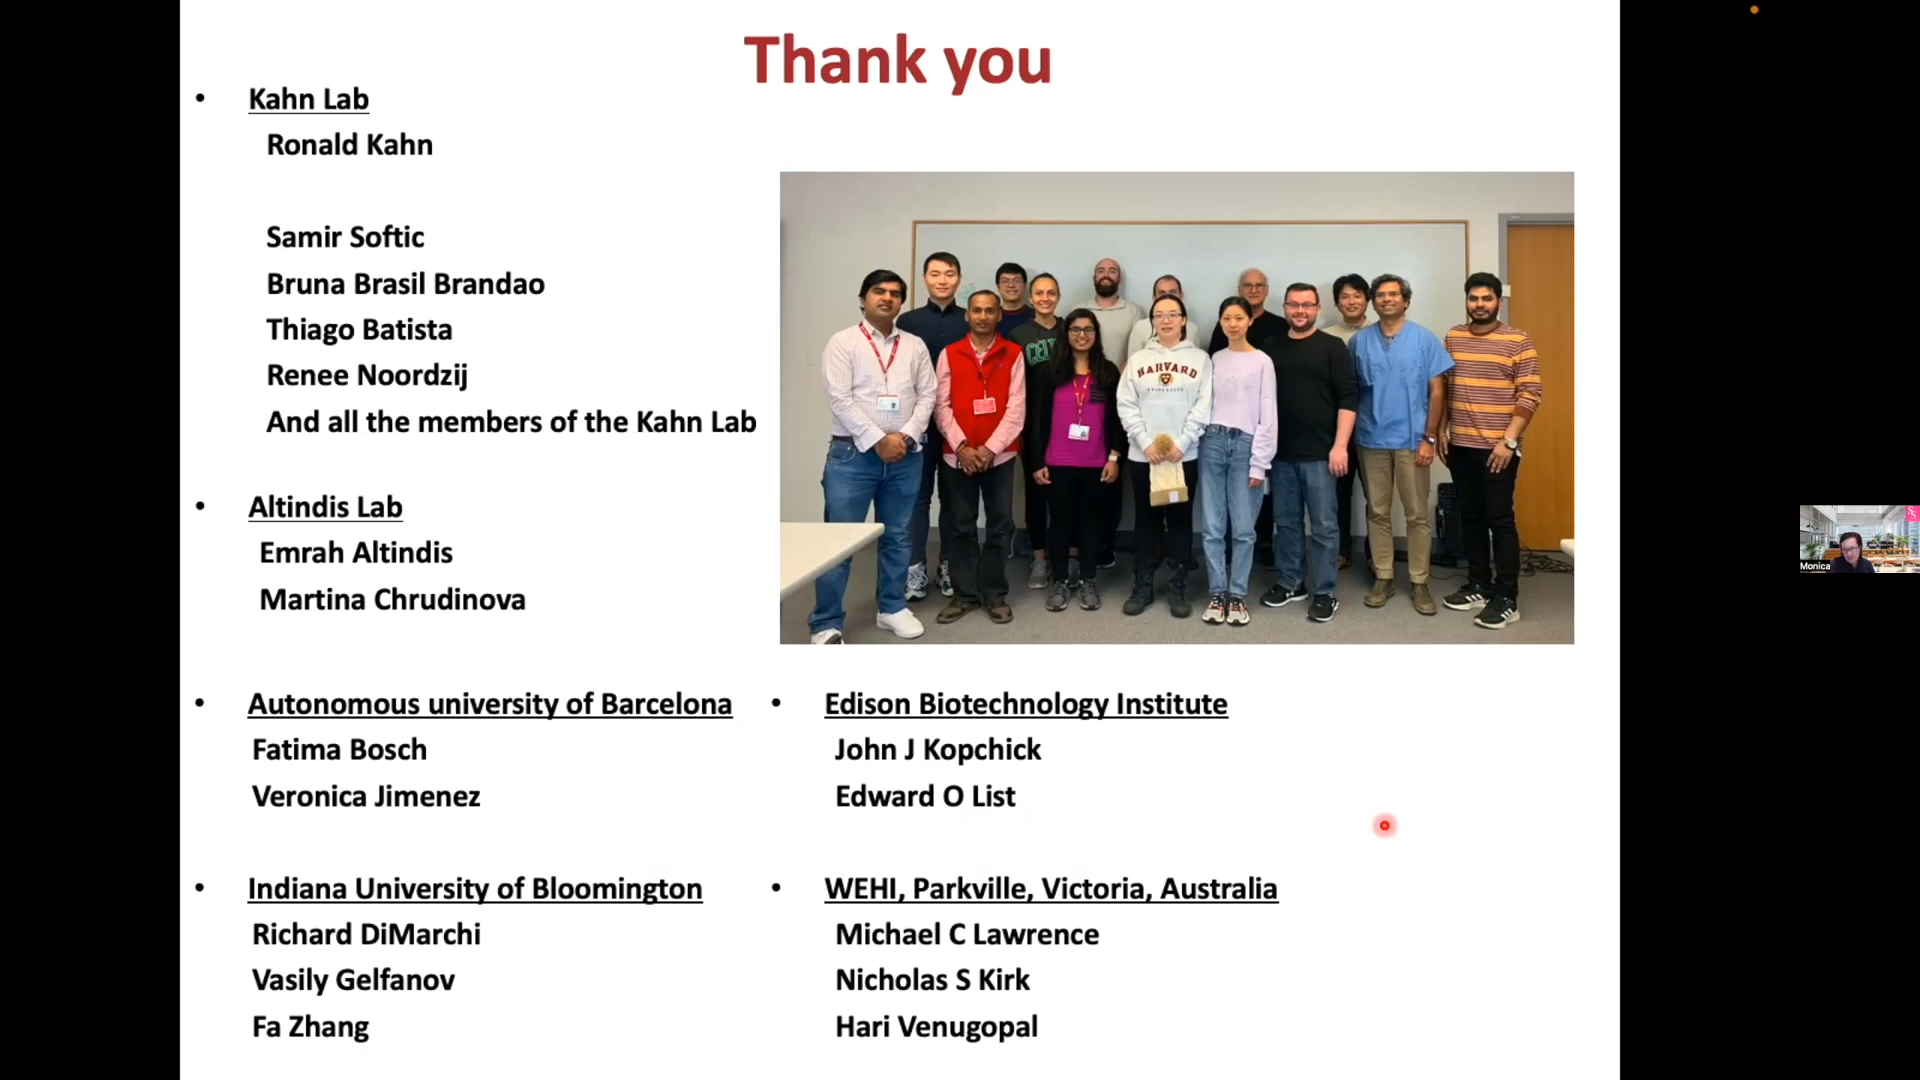 Thank you
• Kahn Lab
Ronald Kahn
Samir Softic
Bruna Brasil Brandao
Thiago Batista
Renee Noordzij
And all the members of the Kahn Lab
• Altindis Lab
Emrah Altindis
Martina Chrudinova
• Autonomous university of Barcelona
Fatima Bosch
Veronica Jimenez
• Indiana University of Bloomington
Richard DiMarchi
Vasily Gelfanov
Fa Zhang
• Edison Biotechnology Institute
John J Kopchick
Edward O List
• WEHI, Parkville, Victoria, Australia
Michael C Lawrence
Nicholas S Kirk
Hari Venugopal
HARVARD
Monica